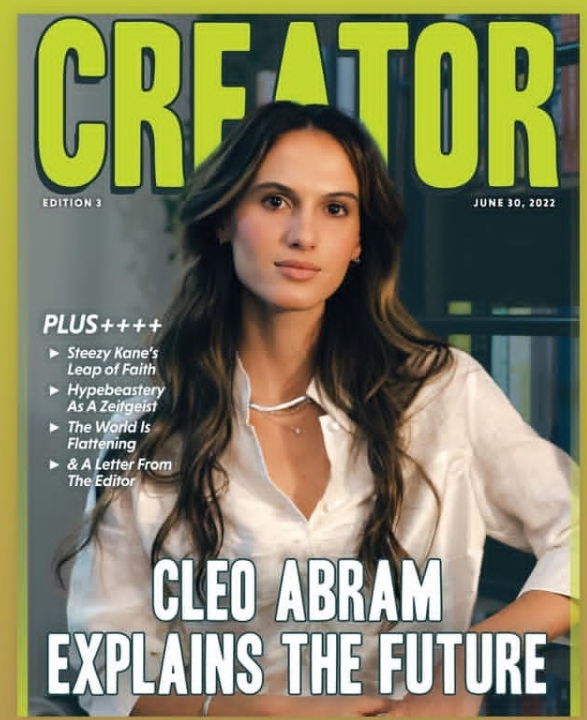 CREATOR
EDITION 3
JUNE 30, 2022
PLUS++++
► Steezy Kane's
Leap of Faith
► Hypebeastery
As A Zeitgeist
► The World Is
Flattening
► & A Letter From
The Editor
CLEO ABRAM
EXPLAINS THE FUTURE